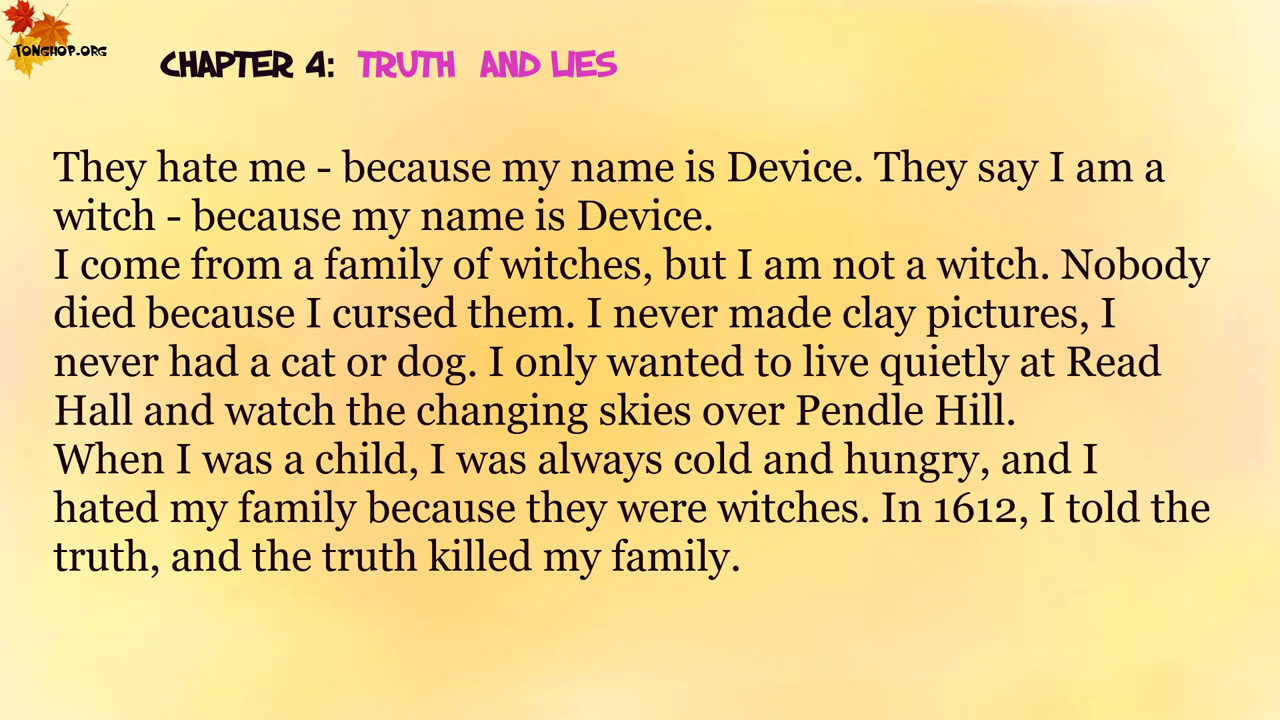 TONGHOP.ORG
CHAPTER 4: TRUTH AND LIES
They hate me - because my name is Device. They say I am a
witch - because my name is Device.
I come from a family of witches, but I am not a witch. Nobody
died because I cursed them. I never made clay pictures, I
never had a cat or dog. I only wanted to live quietly at Read
Hall and watch the changing skies over Pendle Hill.
When I was a child, I was always cold and hungry, and I
hated my family because they were witches. In 1612, I told the
truth, and the truth killed my family.